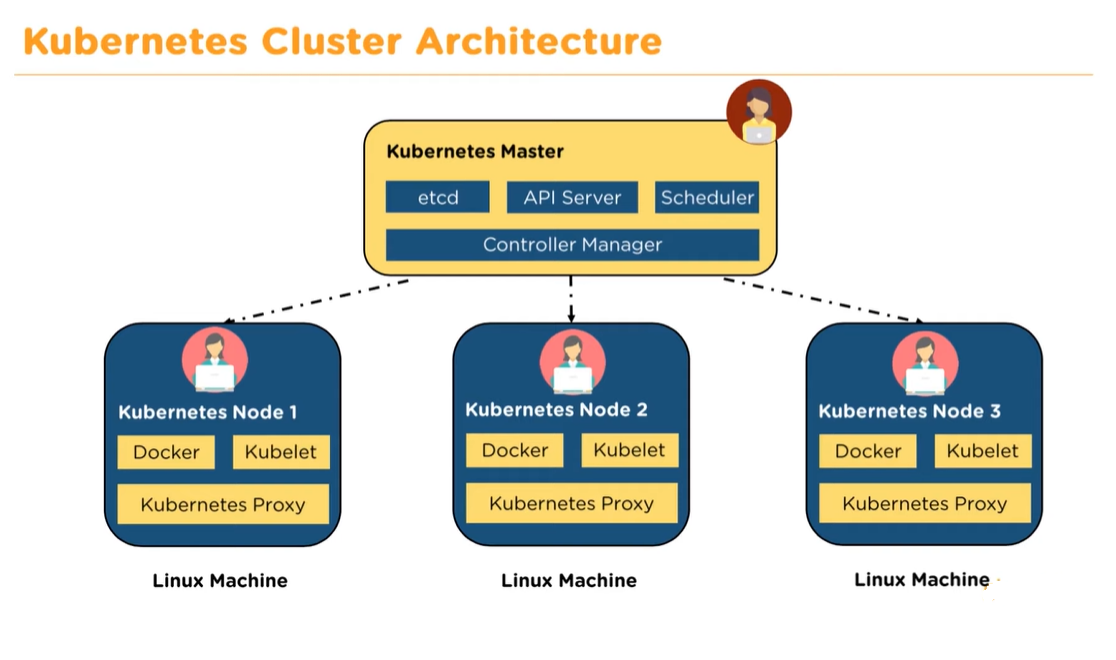 Kubernetes Cluster Architecture
Kubernetes Master
etcd API Server Scheduler
Controller Manager
Kubernetes Node 1
Docker Kubelet
Kubernetes Proxy
Linux Machine
Kubernetes Node 2
Docker Kubelet
Kubernetes Proxy
Linux Machine
Kubernetes Node 3
Docker Kubelet
Kubernetes Proxy
Linux Machine